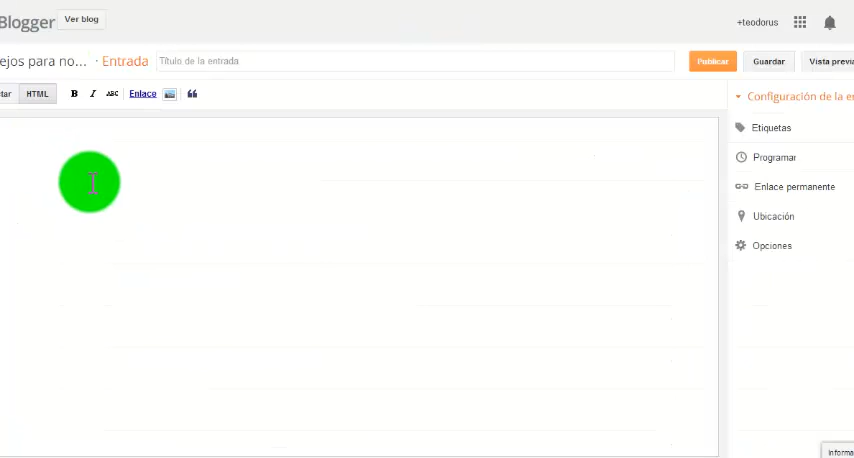 Blogger Ver blog +teodorus
ejos para no... · Entrada Título de la entrada Publicar Guardar Vista previa
tar HTML B I ABC Enlace
Configuración de la e
Etiquetas
Programar
Enlace permanente
Ubicación
Opciones
Informa